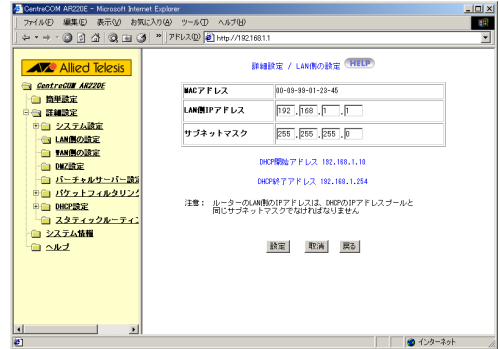 CentreCOM AR220E - Microsoft Internet Explorer
ファイル(F) 編集(E) 表示(V) お気に入り(A) ツール(T) ヘルプ(H)
アドレス(D) http://192.168.1.1
Allied Telesis
CentreCOM AR220E
簡単設定
詳細設定
システム設定
LAN側の設定
WAN側の設定
DMZ設定
バーチャルサーバー設定
パケットフィルタリング
DHCP設定
スタティックルーティ
システム情報
ヘルプ
詳細設定 / LAN側の設定 HELP
MACアドレス 00-09-99-01-23-45
LAN側IPアドレス 192 .168 .1 .1
サブネットマスク 255 .255 .255 .0
DHCP開始アドレス 192.168.1.10
DHCP終了アドレス 192.168.1.254
注意： ルーターのLAN側のIPアドレスは、DHCPのIPアドレスプールと
同じサブネットマスクでなければなりません
設定 取消 戻る
インターネット